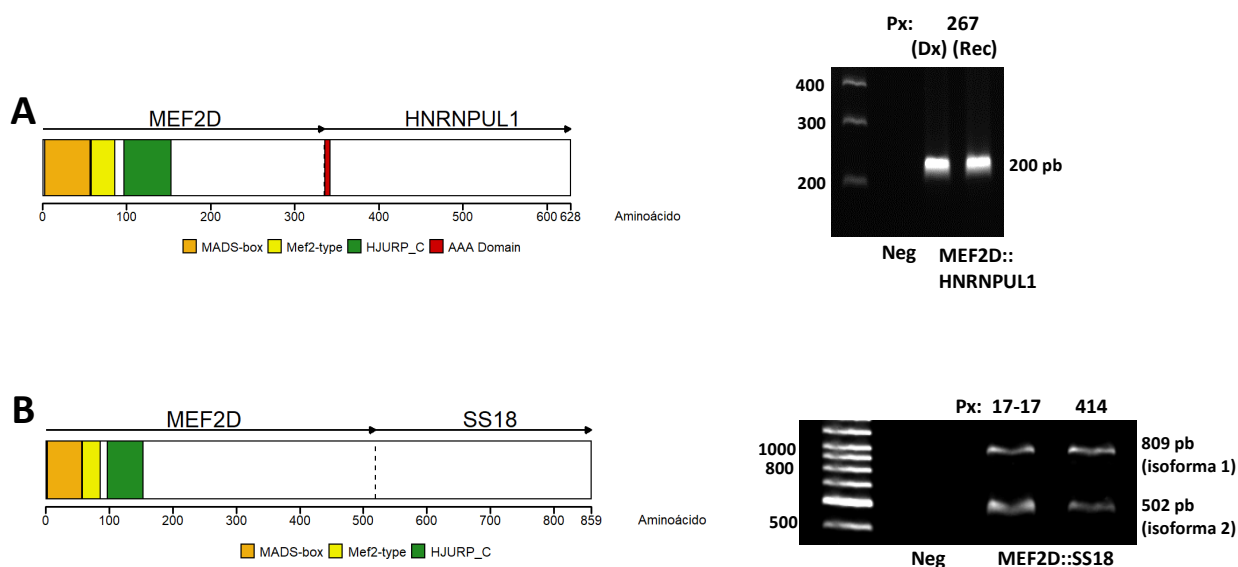 A
MEF2D HNRNPUL1
0 100 200 300 400 500 600 628 Aminoácido
MADS-box Mef2-type HJURP_C AAA Domain
Px: 267
(Dx) (Rec)
400
300
200
200 pb
Neg MEF2D::
HNRNPUL1
B
MEF2D SS18
0 100 200 300 400 500 600 700 800 859 Aminoácido
MADS-box Mef2-type HJURP_C
Px: 17-17 414
1000
800
500
809 pb
(isoforma 1)
502 pb
(isoforma 2)
Neg MEF2D::SS18